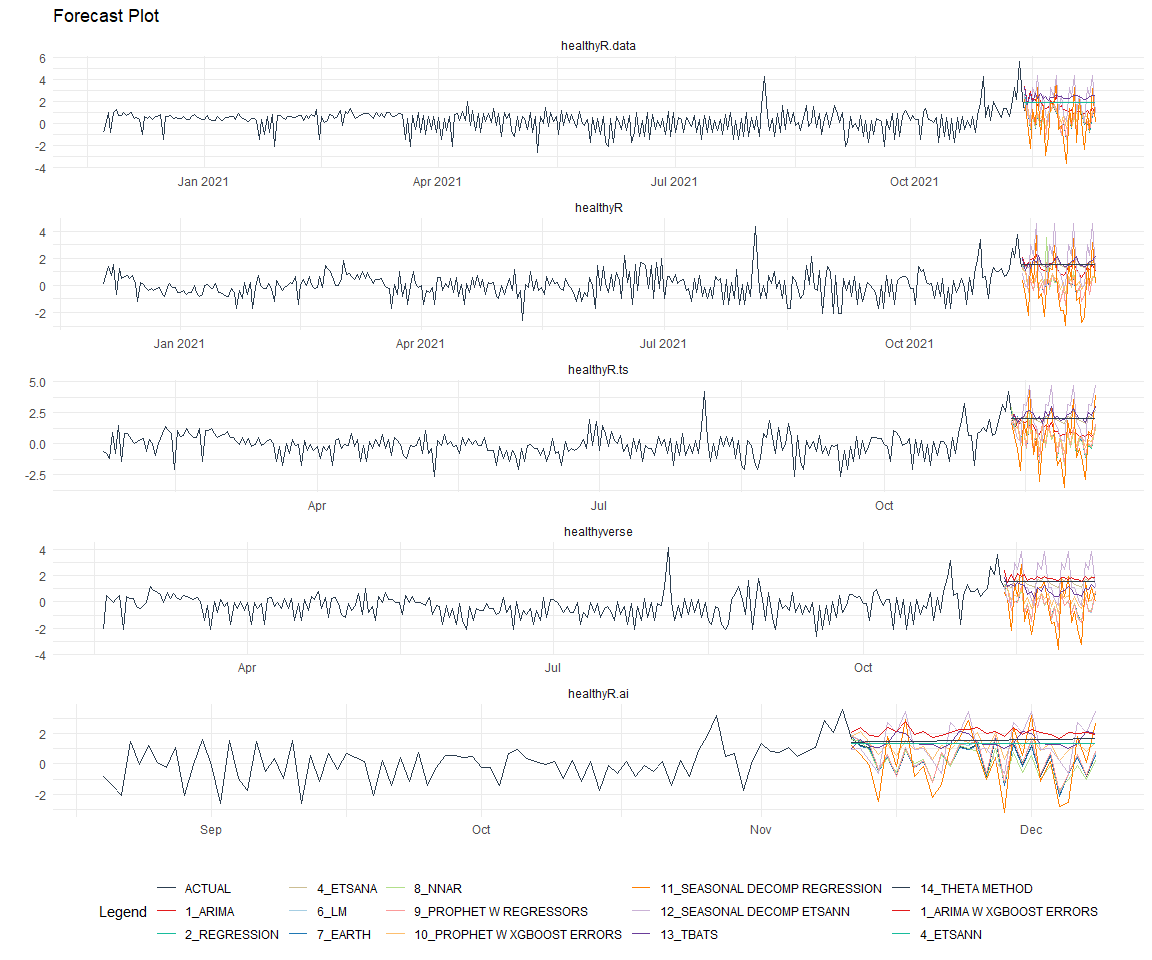 Forecast Plot
healthyR.data
6
4
2
0
-2
-4
Jan 2021 Apr 2021 Jul 2021 Oct 2021
healthyR
4
2
0
-2
Jan 2021 Apr 2021 Jul 2021 Oct 2021
healthyR.ts
5.0
2.5
0.0
-2.5
Apr Jul Oct
healthyverse
4
2
0
-2
-4
Apr Jul Oct
healthyR.ai
2
0
-2
Sep Oct Nov Dec
ACTUAL 4_ETSANA 8_NNAR 11_SEASONAL DECOMP REGRESSION 14_THETA METHOD
Legend 1_ARIMA 6_LM 9_PROPHET W REGRESSORS 12_SEASONAL DECOMP ETSANN 1_ARIMA W XGBOOST ERRORS
2_REGRESSION 7_EARTH 10_PROPHET W XGBOOST ERRORS 13_TBATS 4_ETSANN